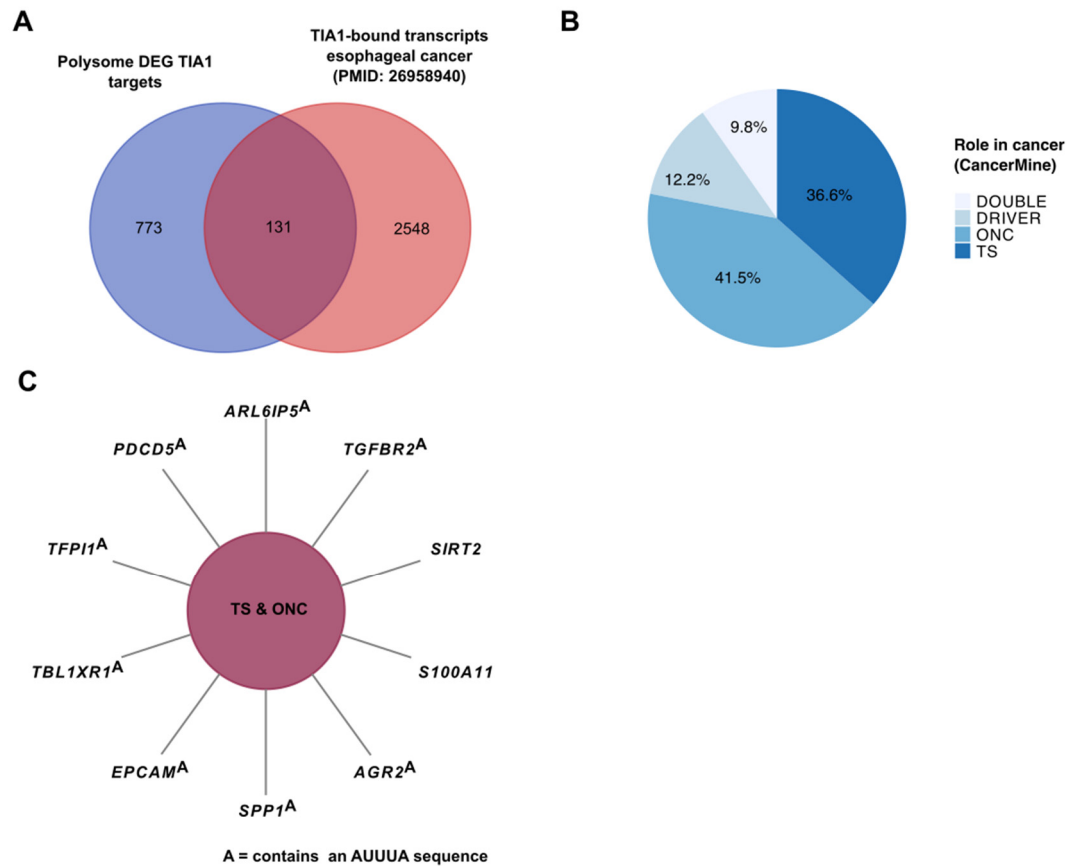 A
Polysome DEG TIA1
targets
TIA1-bound transcripts
esophageal cancer
(PMID: 26958940)
773
131
2548
B
9.8%
12.2%
36.6%
41.5%
Role in cancer
(CancerMine)
DOUBLE
DRIVER
ONC
TS
C
ARL6IP5A
PDCD5A
TGFBR2A
TFPI1A
SIRT2
TS & ONC
TBL1XR1A
S100A11
EPCAMA
AGR2A
SPP1A
A = contains an AUUUA sequence